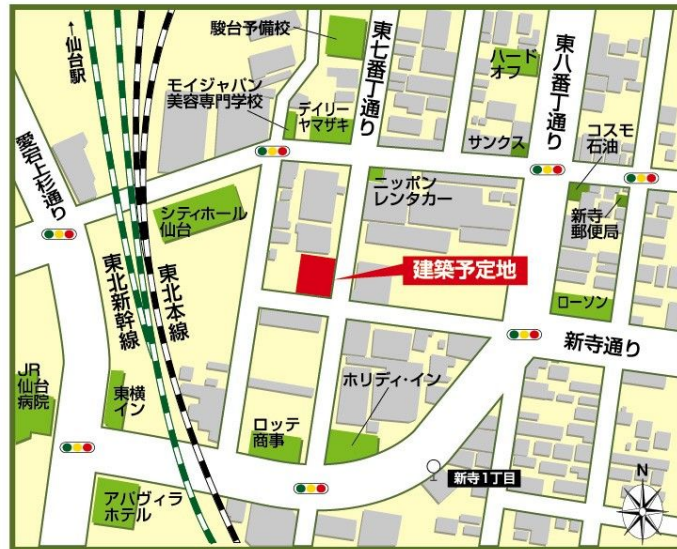 駿台予備校
←仙台駅
モイジャパン
美容専門学校
デイリー
ヤマザキ
東七番丁通り
ハード
オフ
東八番丁通り
サンクス
コスモ
石油
愛宕上杉通り
シティホール
仙台
ニッポン
レンタカー
新寺
郵便局
東北新幹線
東北本線
建築予定地
ローソン
新寺通り
JR
仙台
病院
東横
イン
ロッテ
商事
ホリディ・イン
新寺1丁目
アパヴィラ
ホテル
N